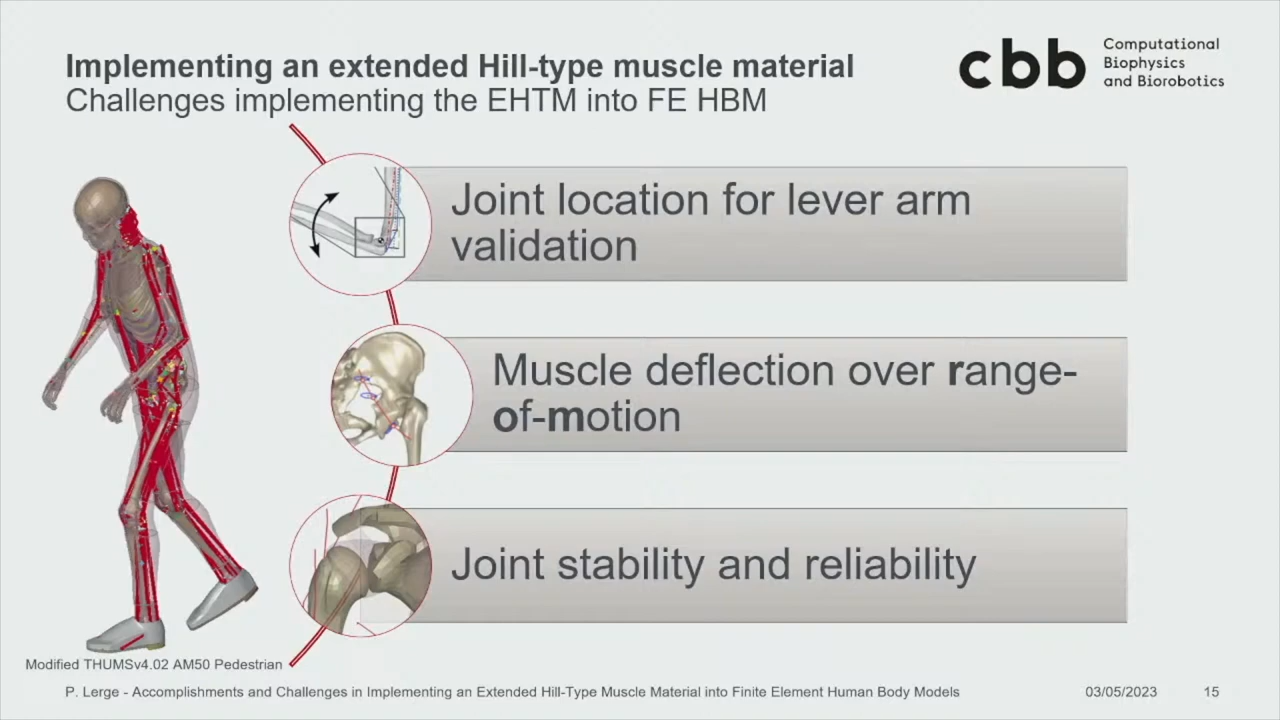 Implementing an extended Hill-type muscle material
Challenges implementing the EHTM into FE HBM
cbb
Computational
Biophysics
and Biorobotics
Joint location for lever arm
validation
Muscle deflection over range-
of-motion
Joint stability and reliability
Modified THUMSv4.02 AM50 Pedestrian
P. Lerge - Accomplishments and Challenges in Implementing an Extended Hill-Type Muscle Material into Finite Element Human Body Models
03/05/2023
15